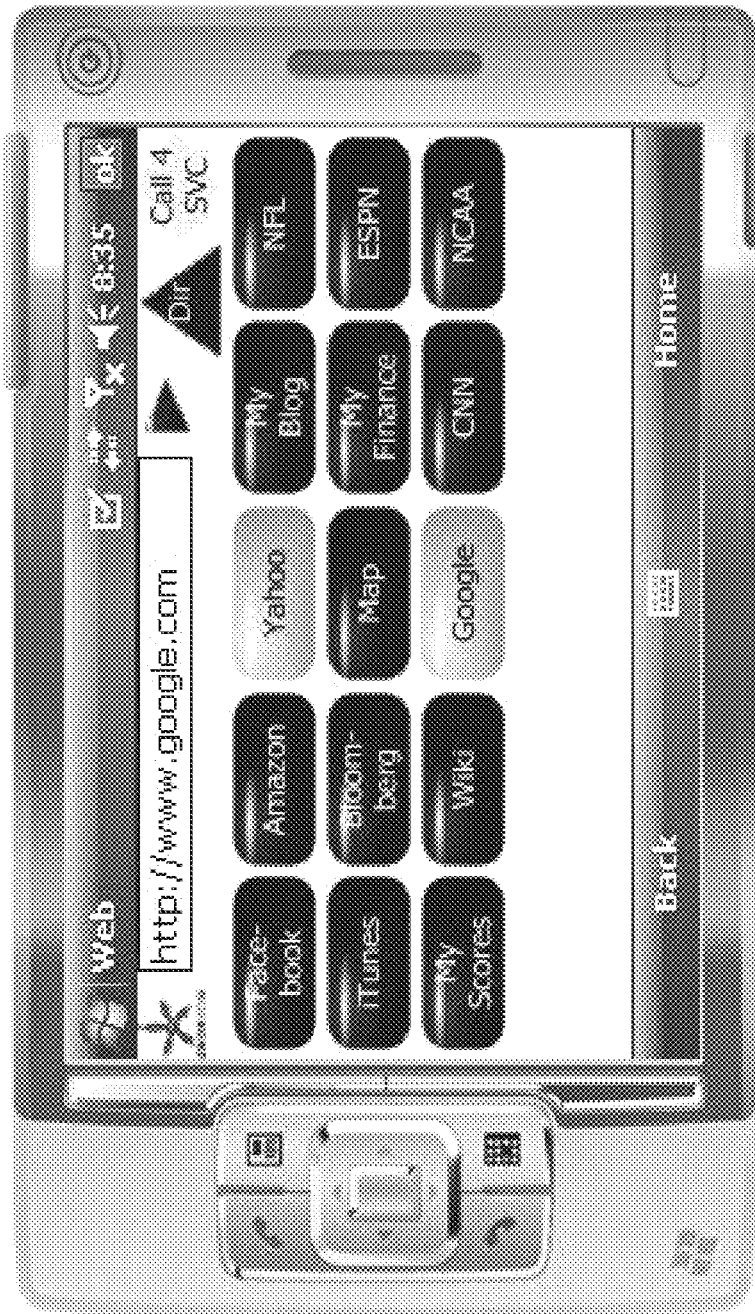 Web 8:35 ok
http://www.google.com Dir Call 4
SVC
Face-
book Amazon Yahoo My
Blog NFL
iTunes Bloom-
berg Map My
Finance ESPN
My
Scores Wiki Google CNN NCAA
Back Home